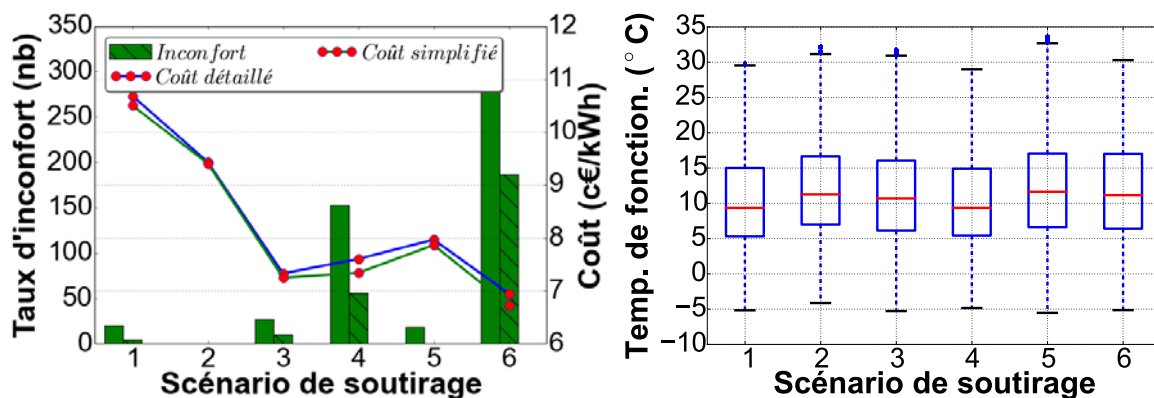 Taux d'inconfort (nb)
350
300
250
200
150
100
50
0
Inconfort
Coût détaillé
Coût simplifié
12
11
10
9
8
7
6
Coût (c€/kWh)
1 2 3 4 5 6
Scénario de soutirage
Temp. de fonction. (°C)
35
30
25
20
15
10
5
0
−5
−10
1 2 3 4 5 6
Scénario de soutirage